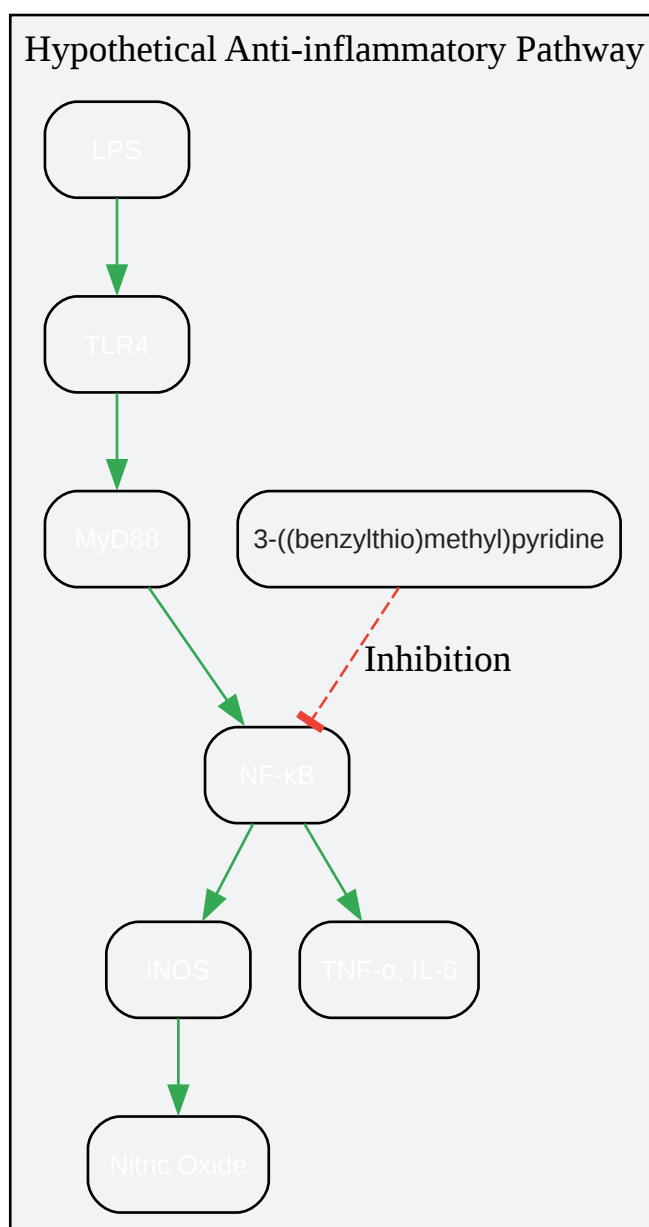 Hypothetical Anti-inflammatory Pathway
LPS
TLR4
MyD88
3-((benzylthio)methyl)pyridine
Inhibition
NF-κB
iNOS
TNF-α, IL-6
Nitric Oxide